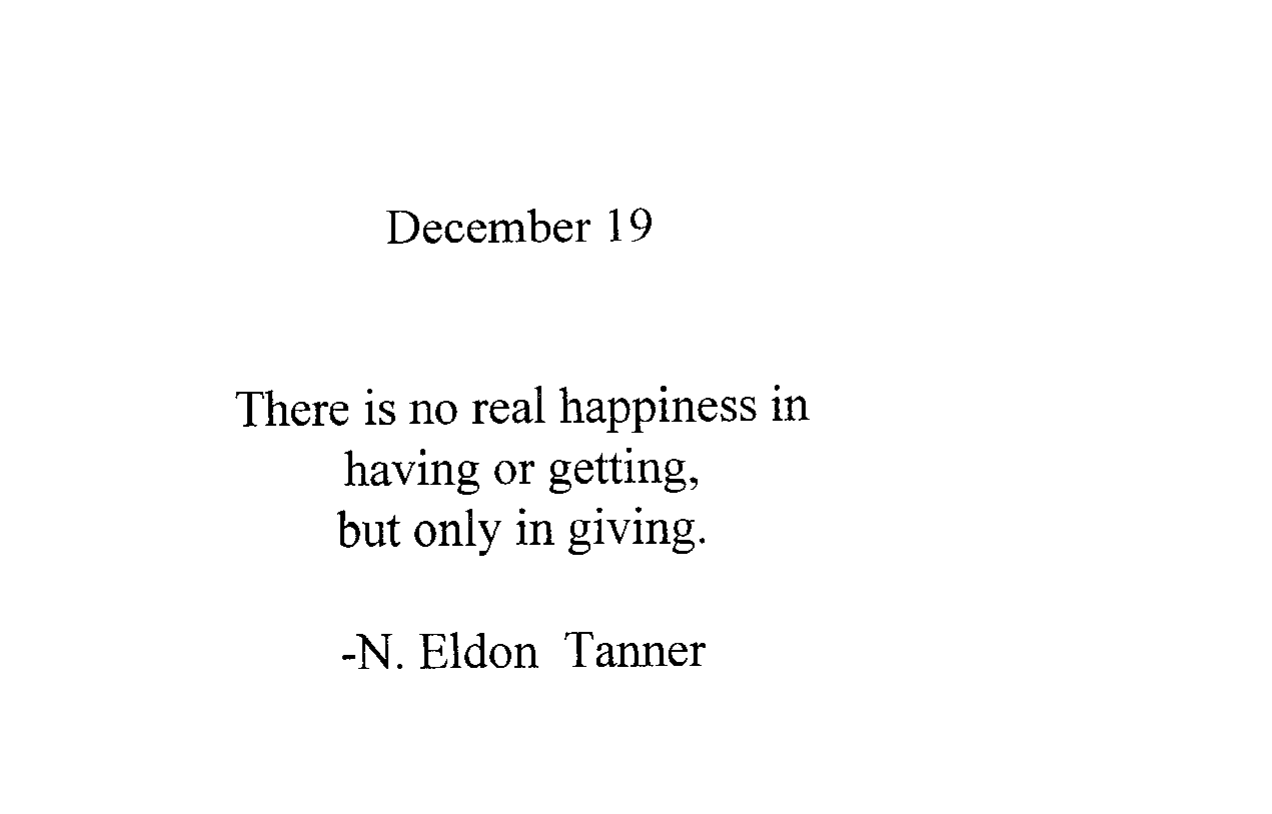 December 19
There is no real happiness in
having or getting,
but only in giving.
-N. Eldon  Tanner